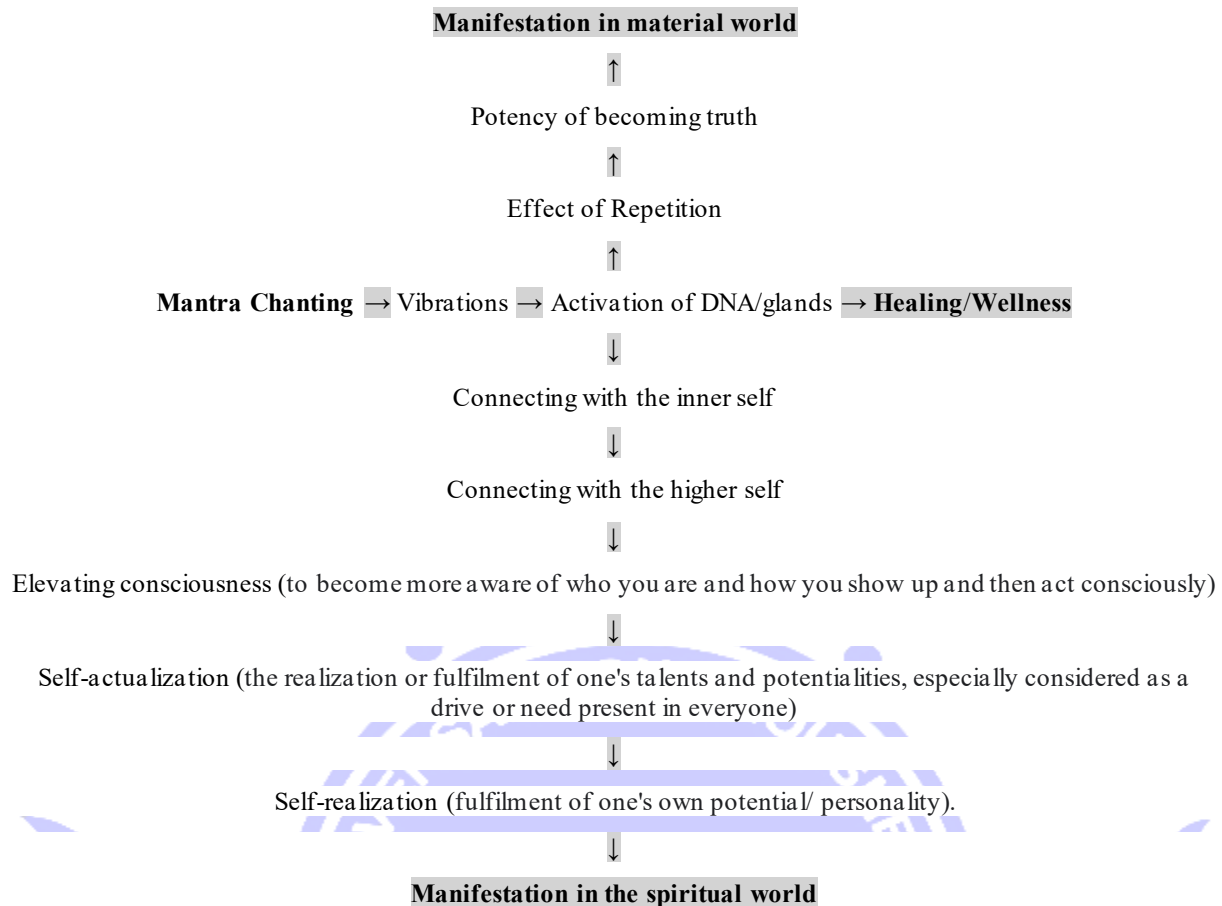 Manifestation in material world
↑
Potency of becoming truth
↑
Effect of Repetition
↑
Mantra Chanting → Vibrations → Activation of DNA/glands → Healing/Wellness
↓
Connecting with the inner self
↓
Connecting with the higher self
↓
Elevating consciousness (to become more aware of who you are and how you show up and then act consciously)
↓
Self-actualization (the realization or fulfilment of one's talents and potentialities, especially considered as a
drive or need present in everyone)
↓
Self-realization (fulfilment of one's own potential/ personality).
↓
Manifestation in the spiritual world